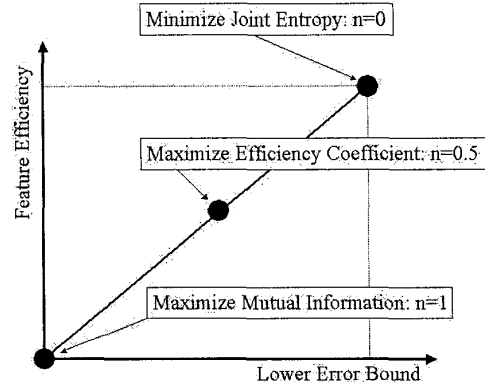 Minimize Joint Entropy: n=0
Feature Efficiency
Maximize Efficiency Coefficient: n=0.5
Maximize Mutual Information: n=1
Lower Error Bound